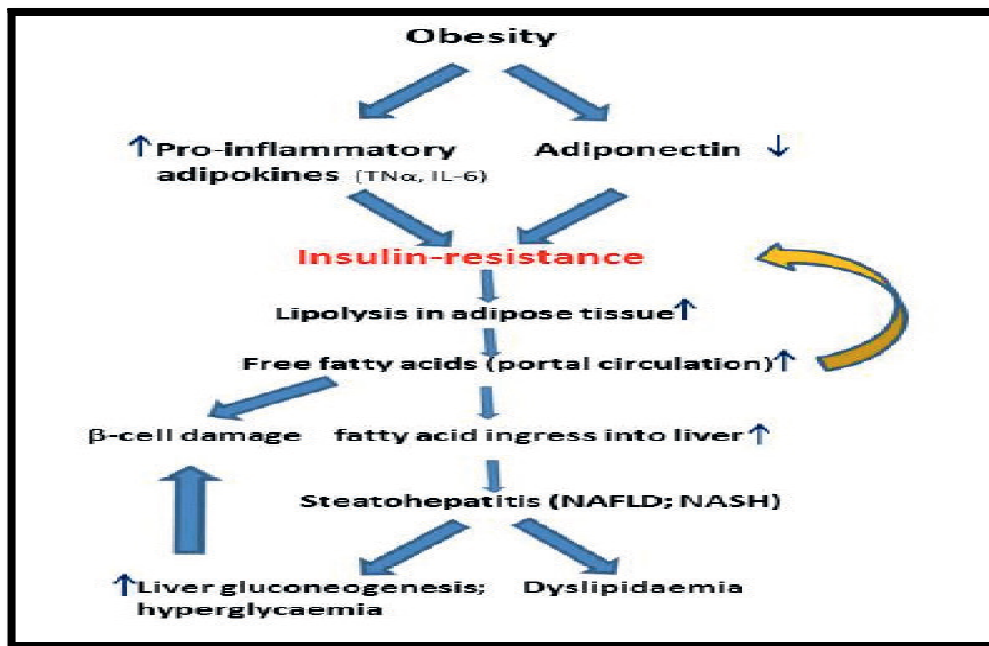 Obesity
↑Pro-inflammatory
adipokines (TNα, IL-6)
Adiponectin ↓
Insulin-resistance
Lipolysis in adipose tissue↑
Free fatty acids (portal circulation)↑
β-cell damage
fatty acid ingress into liver↑
Steatohepatitis (NAFLD; NASH)
↑Liver gluconeogenesis;
hyperglycaemia
Dyslipidaemia